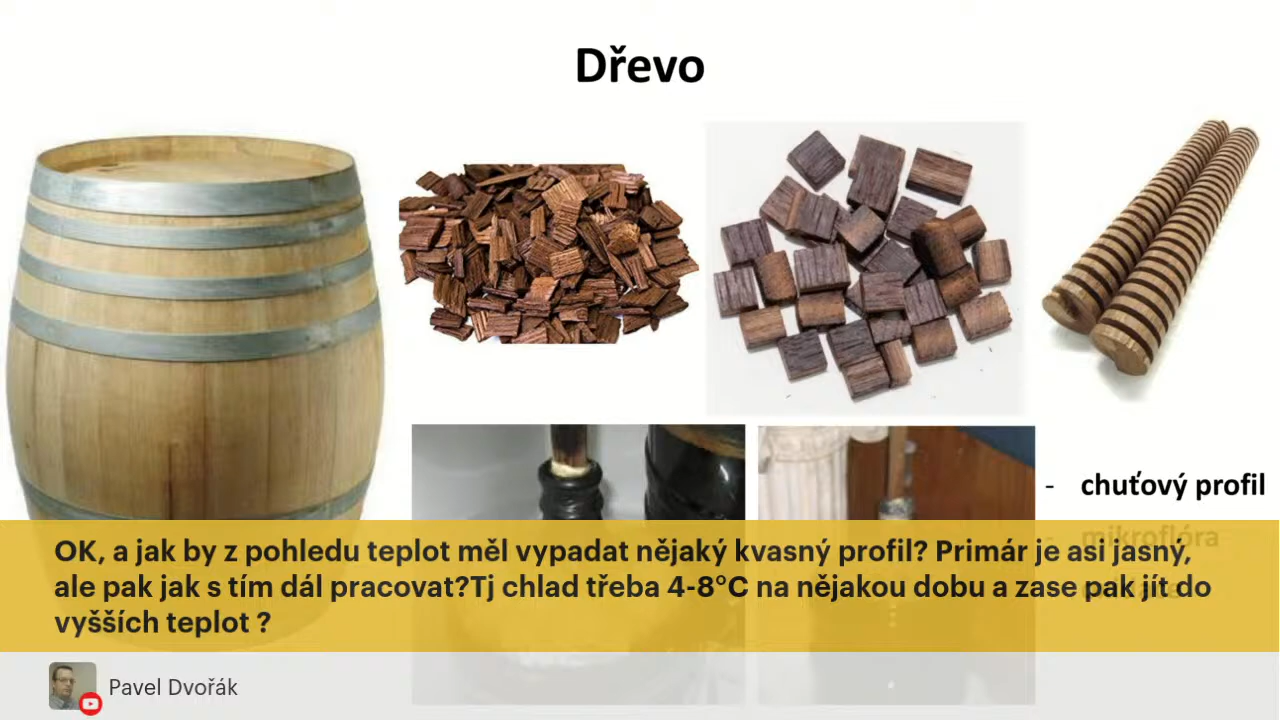 Dřevo
- chuťový profil
- mikroflóra
OK, a jak by z pohledu teplot měl vypadat nějaký kvasný profil? Primár je asi jasný,
ale pak jak s tím dál pracovat?Tj chlad třeba 4-8°C na nějakou dobu a zase pak jít do
vyšších teplot ?
Pavel Dvořák